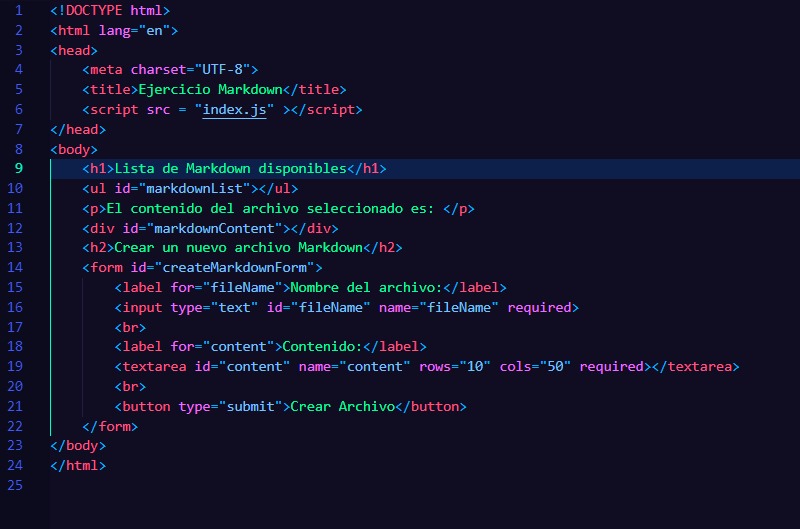 1 <!DOCTYPE html>
2 <html lang="en">
3 <head>
4     <meta charset="UTF-8">
5     <title>Ejercicio Markdown</title>
6     <script src = "index.js" ></script>
7 </head>
8 <body>
9     <h1>Lista de Markdown disponibles</h1>
10     <ul id="markdownList"></ul>
11     <p>El contenido del archivo seleccionado es: </p>
12     <div id="markdownContent"></div>
13     <h2>Crear un nuevo archivo Markdown</h2>
14     <form id="createMarkdownForm">
15         <label for="fileName">Nombre del archivo:</label>
16         <input type="text" id="fileName" name="fileName" required>
17         <br>
18         <label for="content">Contenido:</label>
19         <textarea id="content" name="content" rows="10" cols="50" required></textarea>
20         <br>
21         <button type="submit">Crear Archivo</button>
22     </form>
23 </body>
24 </html>
25